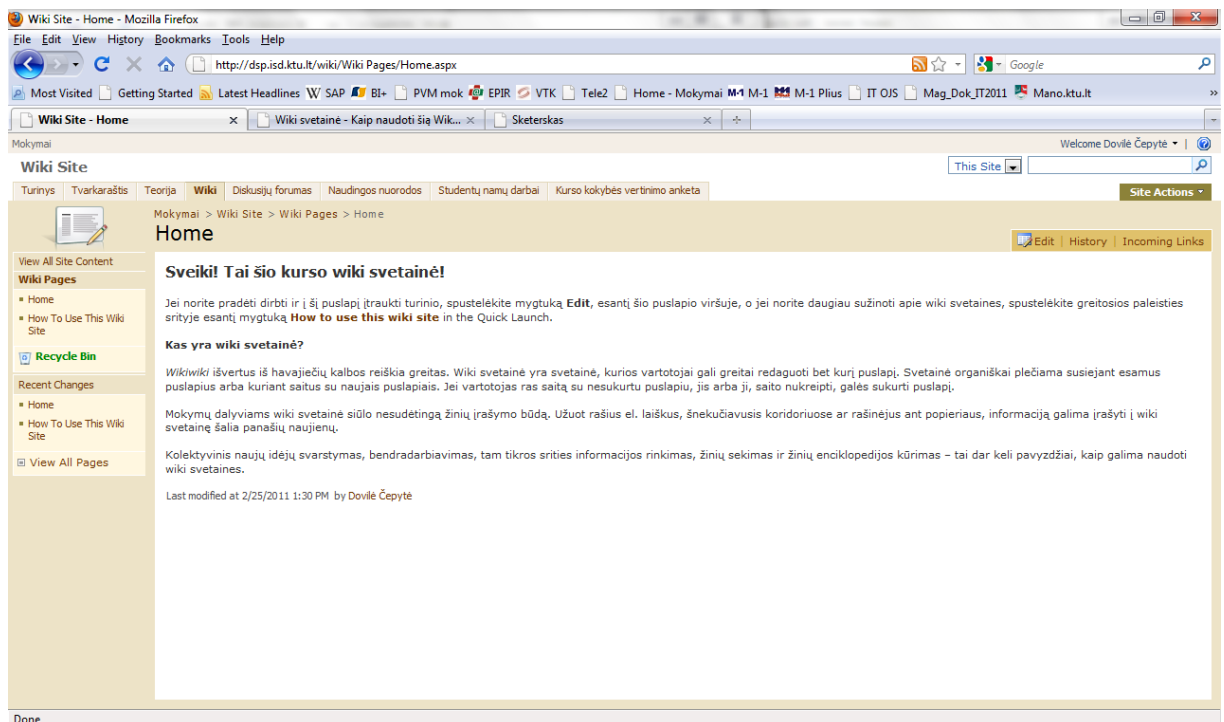 Wiki Site - Home - Mozilla Firefox
File Edit View History Bookmarks Tools Help
http://dsp.isd.ktu.lt/wiki/Wiki Pages/Home.aspx
Google
Most Visited Getting Started Latest Headlines SAP BI+ PVM mok EPIR VTK Tele2 Home - Mokymai M-1 M-1 M-1 Plius IT OJS Mag_Dok_IT2011 Mano.ktu.lt »
Wiki Site - Home Wiki svetainė - Kaip naudoti šią Wik... Sketerskas
Mokymai Welcome Dovilė Čepytė
Wiki Site This Site
Turinys Tvarkaraštis Teorija Wiki Diskusijų forumas Naudingos nuorodos Studentų namų darbai Kurso kokybės vertinimo anketa Site Actions
Mokymai > Wiki Site > Wiki Pages > Home
Home
Edit | History | Incoming Links
View All Site Content
Wiki Pages
Home
How To Use This Wiki
Site
Recycle Bin
Recent Changes
Home
How To Use This Wiki
Site
View All Pages
Sveiki! Tai šio kurso wiki svetainė!
Jei norite pradėti dirbti ir į šį puslapį įtraukti turinio, spustelėkite mygtuką Edit, esantį šio puslapio viršuje, o jei norite daugiau sužinoti apie wiki svetaines, spustelėkite greitosios paleisties
srityje esantį mygtuką How to use this wiki site in the Quick Launch.
Kas yra wiki svetainė?
Wikiwiki išvertus iš havajiečių kalbos reiškia greitas. Wiki svetainė yra svetainė, kurios vartotojai gali greitai redaguoti bet kurį puslapį. Svetainė organiškai plečiama susiejant esamus
puslapius arba kuriant saitus su naujais puslapiais. Jei vartotojas ras saitą su nesukurtu puslapiu, jis arba ji, saito nukreipti, galės sukurti puslapį.
Mokymų dalyviams wiki svetainė siūlo nesudėtingą žinių įrašymo būdą. Užuot rašius el. laiškus, šnekučiavusis koridoriuose ar rašinėjus ant popieriaus, informaciją galima įrašyti į wiki
svetainę šalia panašių naujienų.
Kolektyvinis naujų idėjų svarstymas, bendradarbiavimas, tam tikros srities informacijos rinkimas, žinių sekimas ir žinių enciklopedijos kūrimas – tai dar keli pavyzdžiai, kaip galima naudoti
wiki svetaines.
Last modified at 2/25/2011 1:30 PM by Dovilė Čepytė
Done